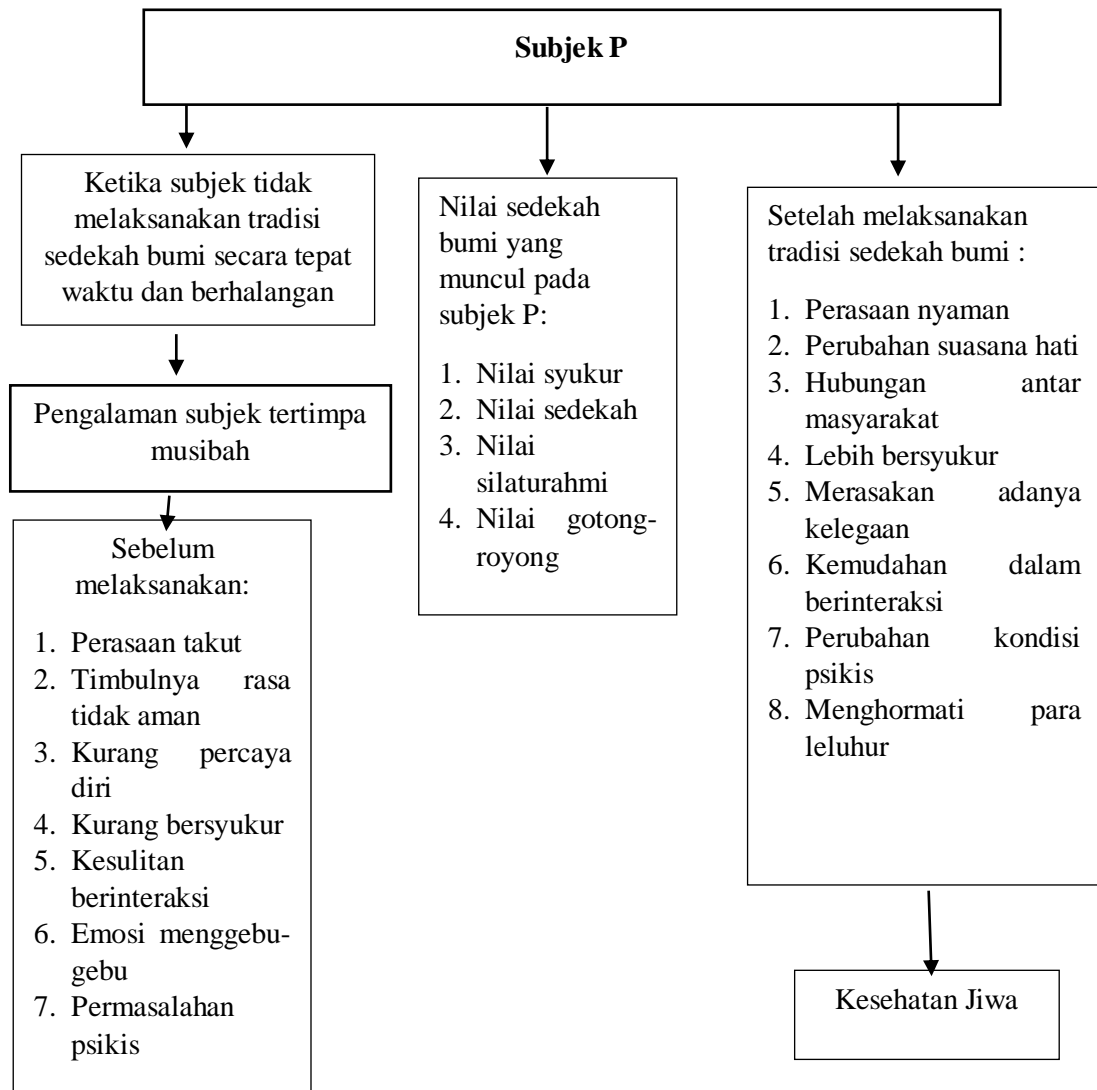 Subjek P
Ketika subjek tidak
melaksanakan tradisi
sedekah bumi secara tepat
waktu dan berhalangan
Pengalaman subjek tertimpa
musibah
Sebelum
melaksanakan:
1. Perasaan takut
2. Timbulnya rasa
tidak aman
3. Kurang percaya
diri
4. Kurang bersyukur
5. Kesulitan
berinteraksi
6. Emosi menggebu-
gebu
7. Permasalahan
psikis
Nilai sedekah
bumi yang
muncul pada
subjek P:
1. Nilai syukur
2. Nilai sedekah
3. Nilai
silaturahmi
4. Nilai gotong-
royong
Setelah melaksanakan
tradisi sedekah bumi :
1. Perasaan nyaman
2. Perubahan suasana hati
3. Hubungan antar
masyarakat
4. Lebih bersyukur
5. Merasakan adanya
kelegaan
6. Kemudahan dalam
berinteraksi
7. Perubahan kondisi
psikis
8. Menghormati para
leluhur
Kesehatan Jiwa